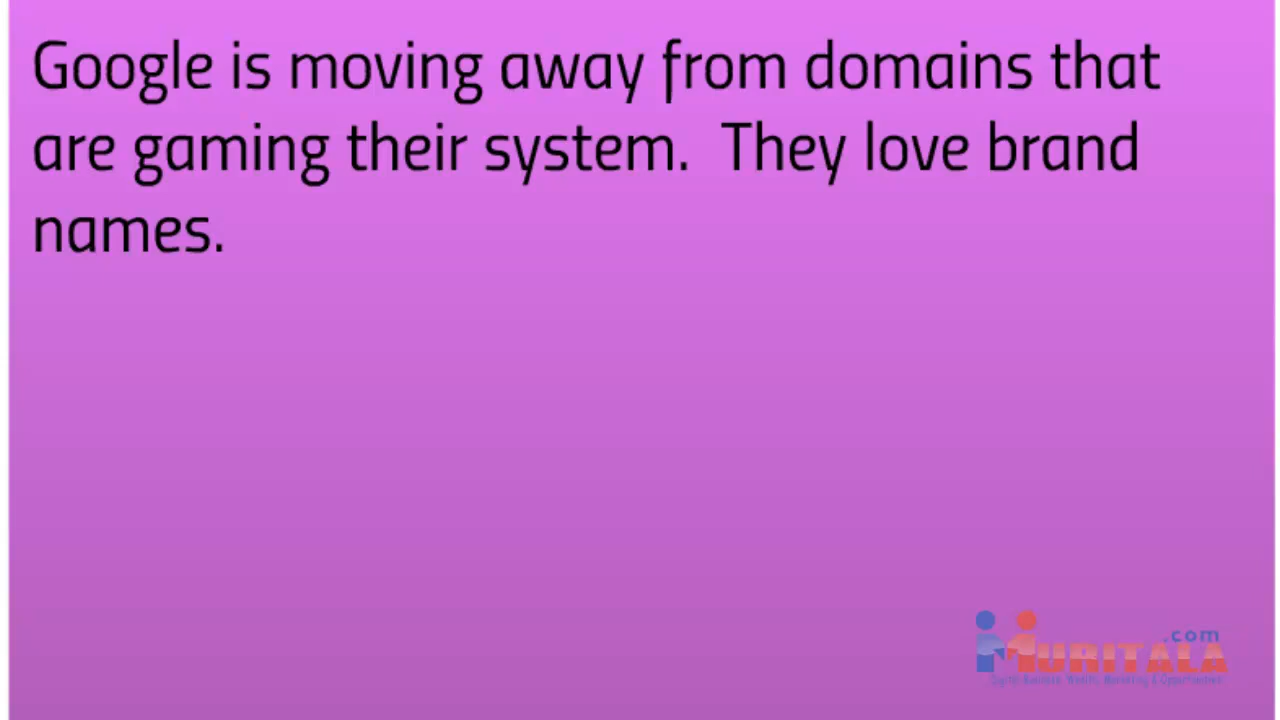 Google is moving away from domains that
are gaming their system.  They love brand
names.
.com
MURITALA